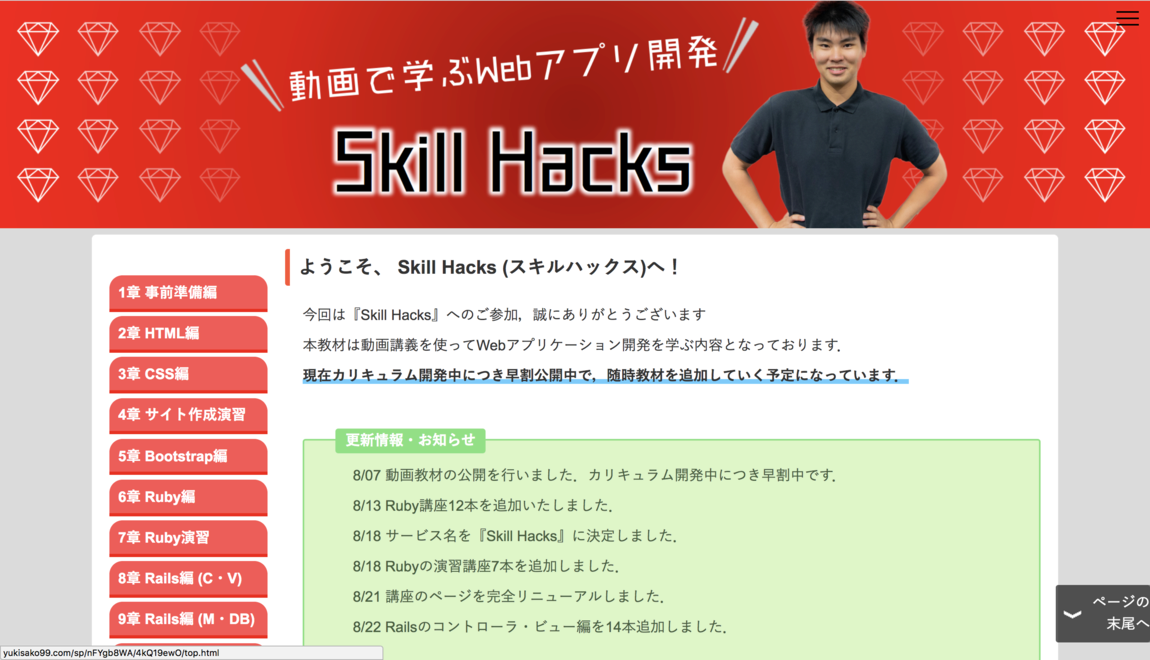 動画で学ぶWebアプリ開発
Skill Hacks
1章 事前準備編
2章 HTML編
3章 CSS編
4章 サイト作成演習
5章 Bootstrap編
6章 Ruby編
7章 Ruby演習
8章 Rails編 (C・V)
9章 Rails編 (M・DB)
ようこそ、 Skill Hacks (スキルハックス)へ！
今回は『Skill Hacks』へのご参加，誠にありがとうございます
本教材は動画講義を使ってWebアプリケーション開発を学ぶ内容となっております．
現在カリキュラム開発中につき早割公開中で，随時教材を追加していく予定になっています．
更新情報・お知らせ
8/07 動画教材の公開を行いました．カリキュラム開発中につき早割中です．
8/13 Ruby講座12本を追加いたしました．
8/18 サービス名を『Skill Hacks』に決定しました．
8/18 Rubyの演習講座7本を追加しました．
8/21 講座のページを完全リニューアルしました．
8/22 Railsのコントローラ・ビュー編を14本追加しました．
ページの
末尾へ
yukisako99.com/sp/nFYgb8WA/4kQ19ewO/top.html